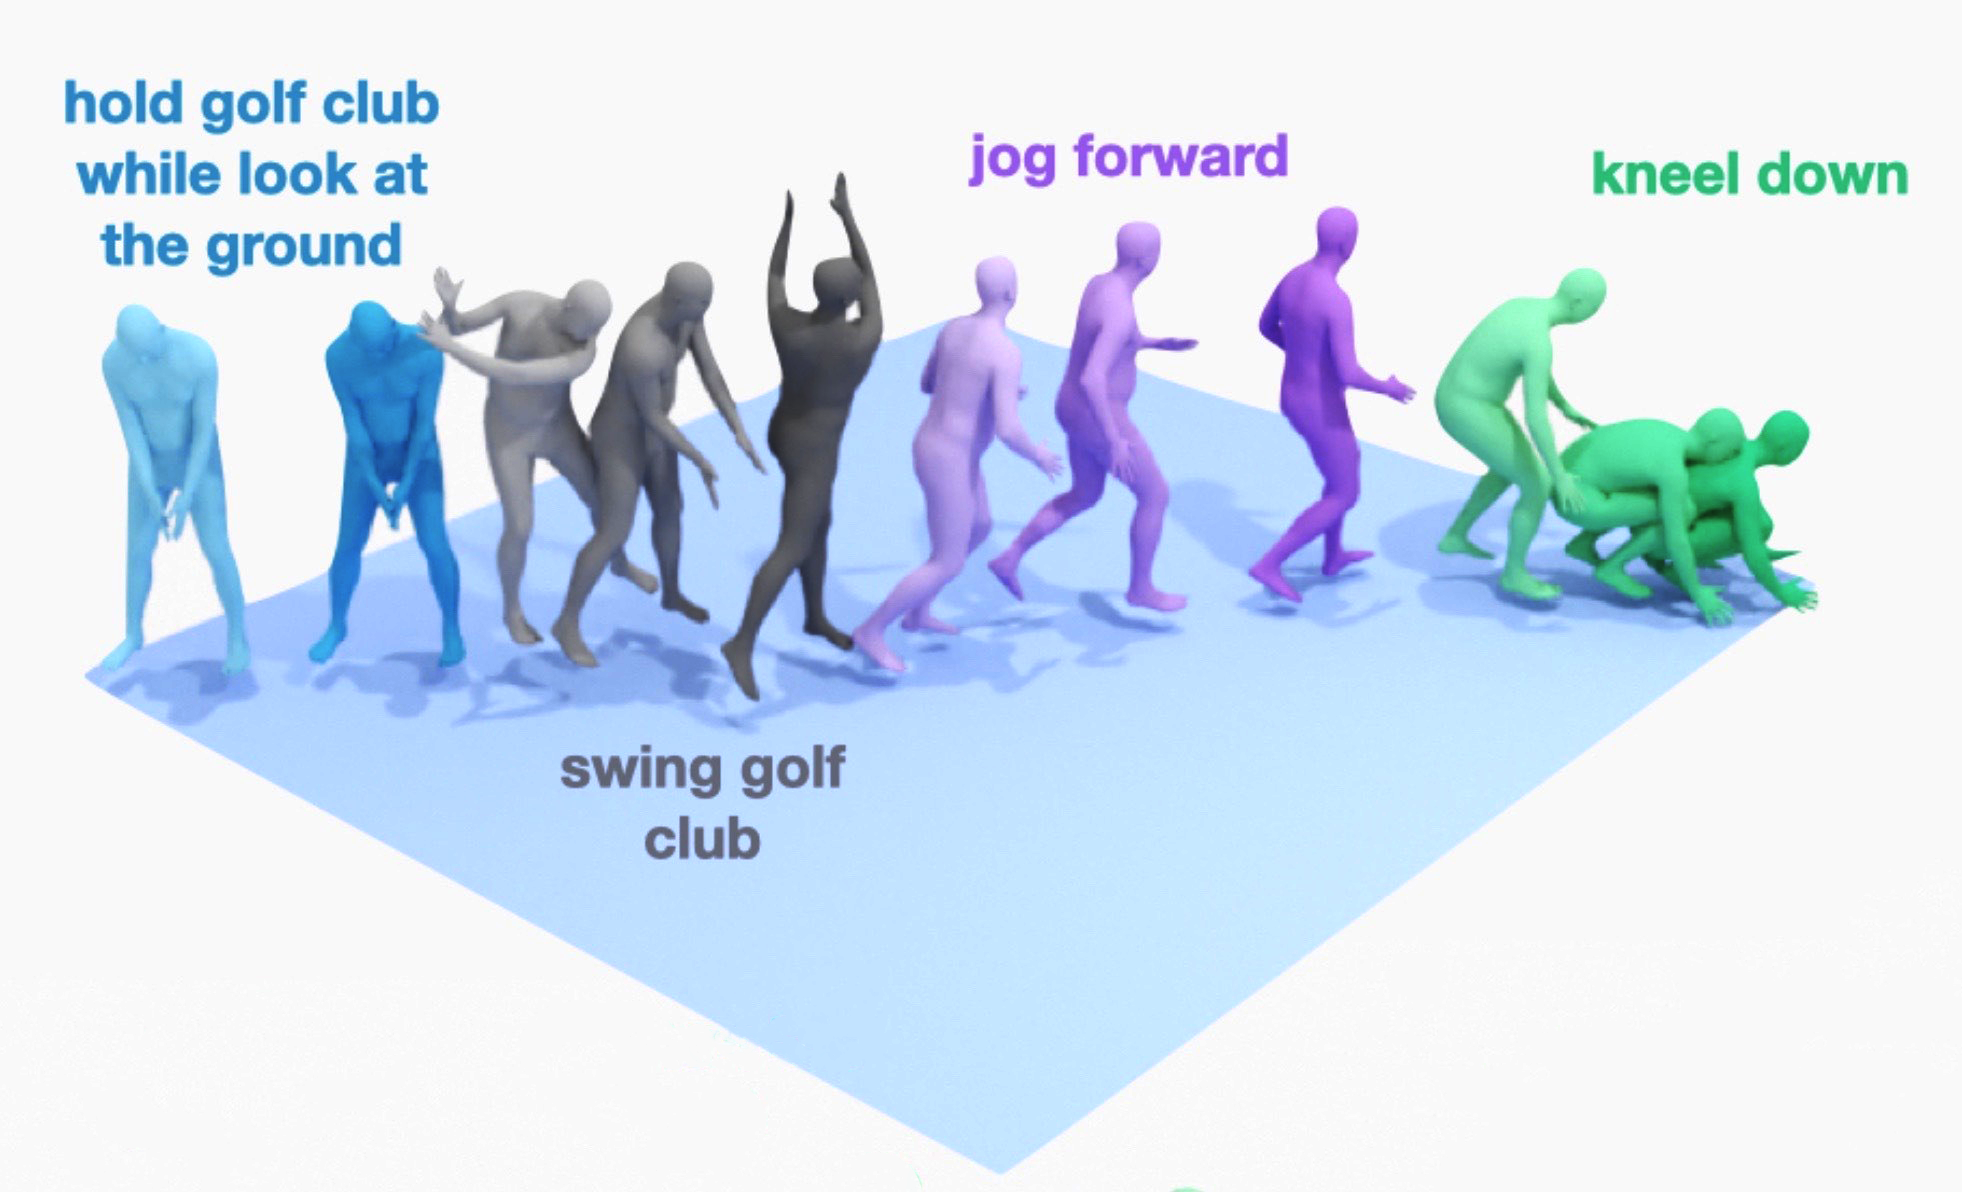 hold golf club
while look at
the ground
jog forward
kneel down
swing golf
club